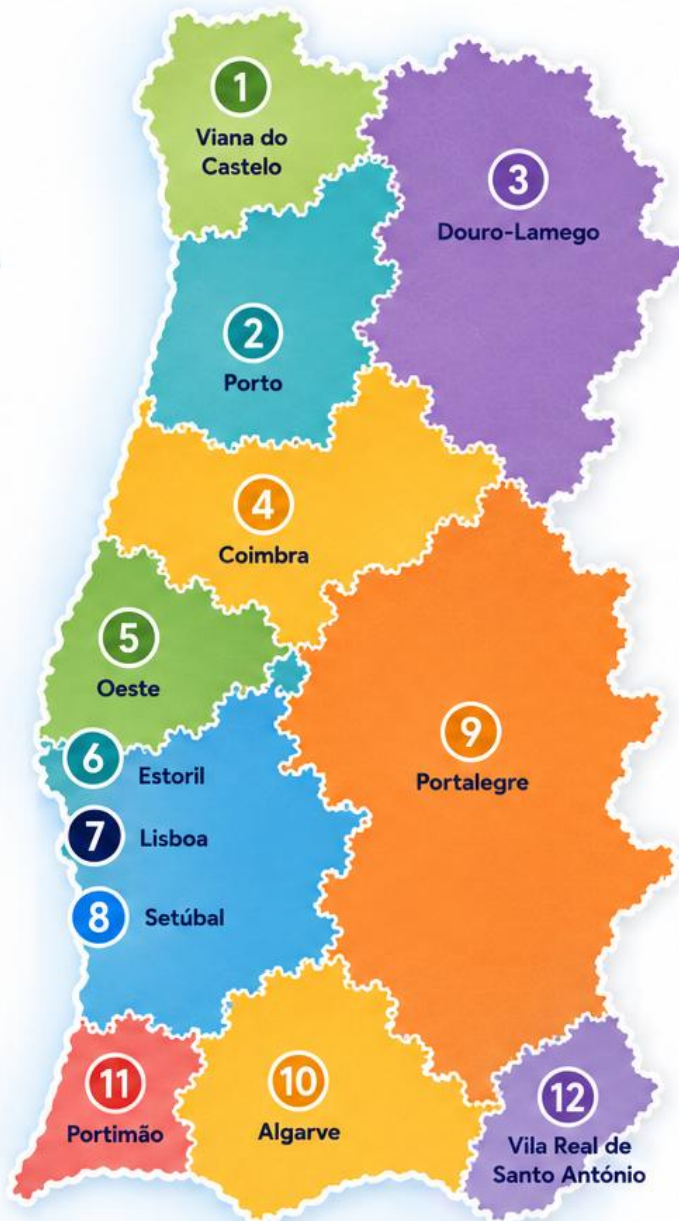 1
Viana do
Castelo
3
Douro-Lamego
2
Porto
4
Coimbra
5
Oeste
6
Estoril
7
Lisboa
8
Setúbal
9
Portalegre
11
Portimão
10
Algarve
12
Vila Real de
Santo António